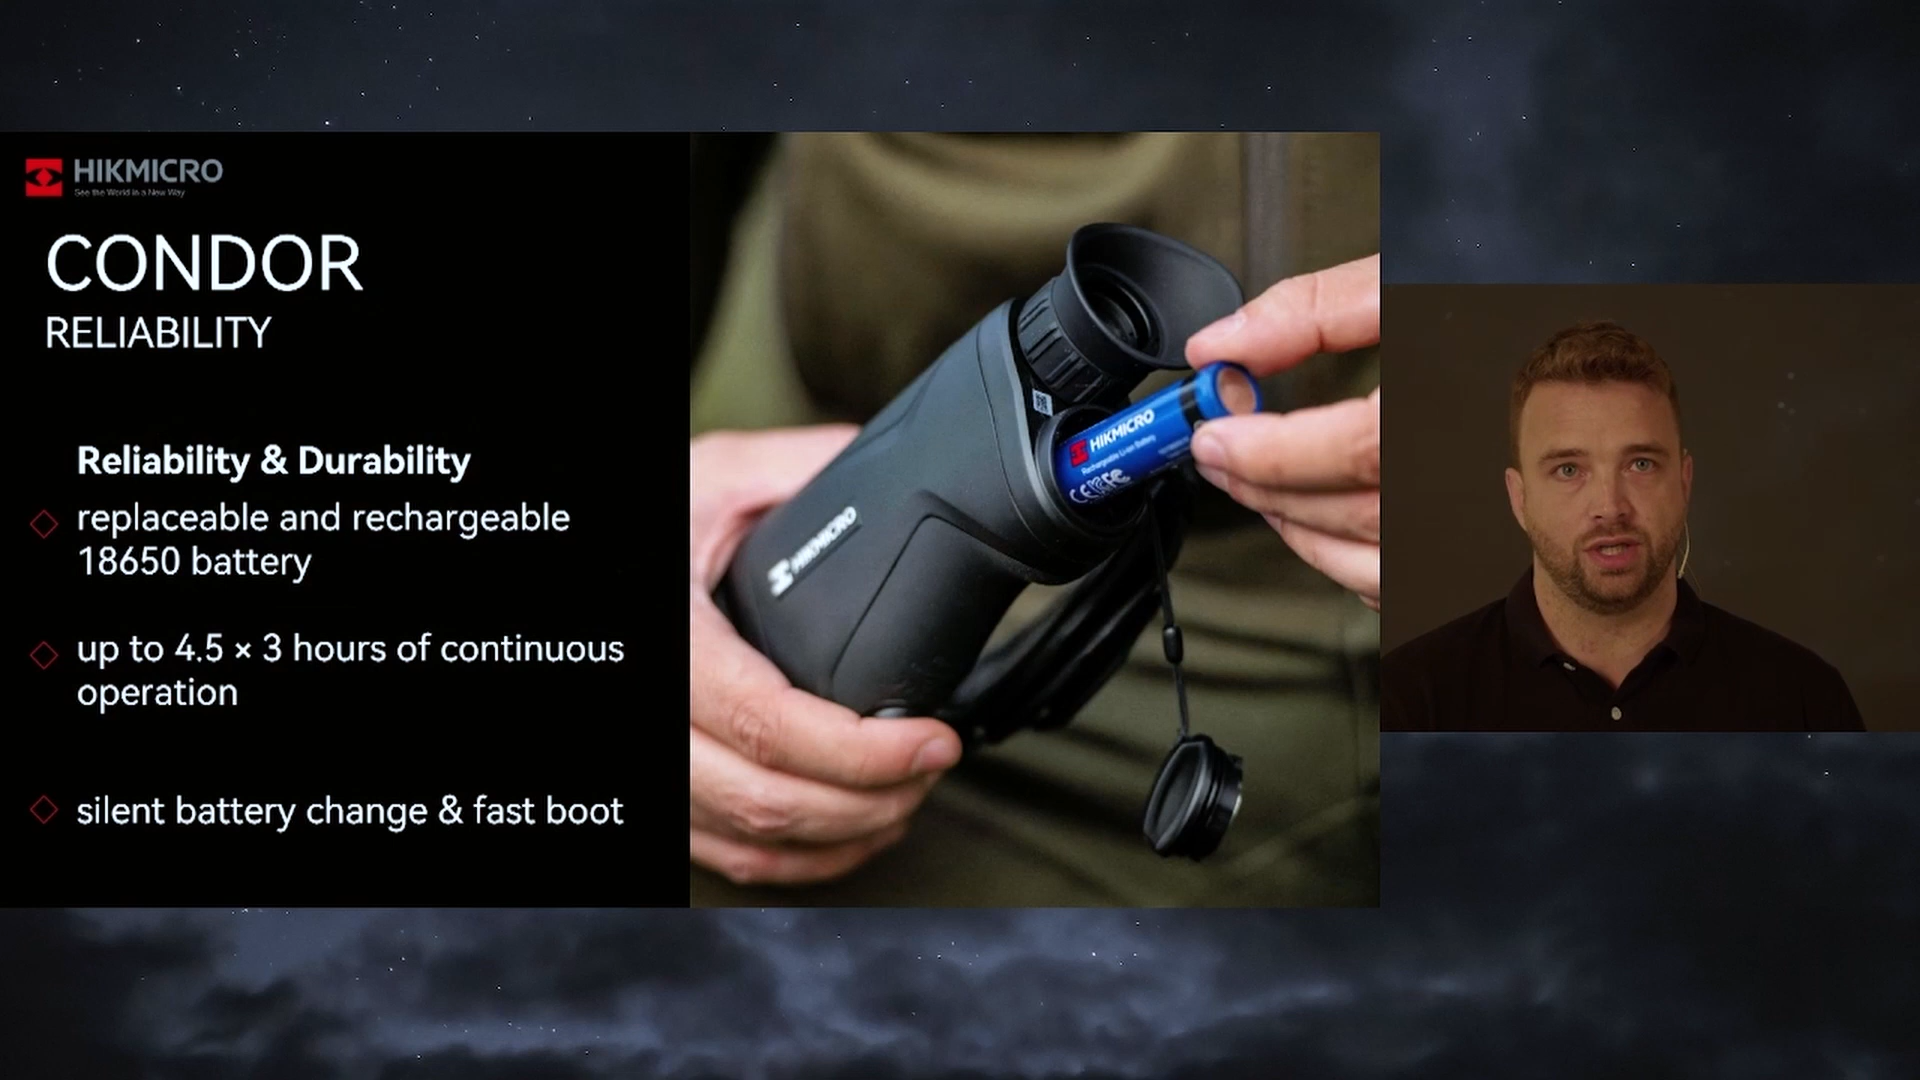 HIKMICRO
See the World in a New Way
CONDOR
RELIABILITY
Reliability & Durability
replaceable and rechargeable
18650 battery
up to 4.5 × 3 hours of continuous
operation
silent battery change & fast boot
HIKMICRO
HIKMICRO
Rechargeable Li-ion Battery